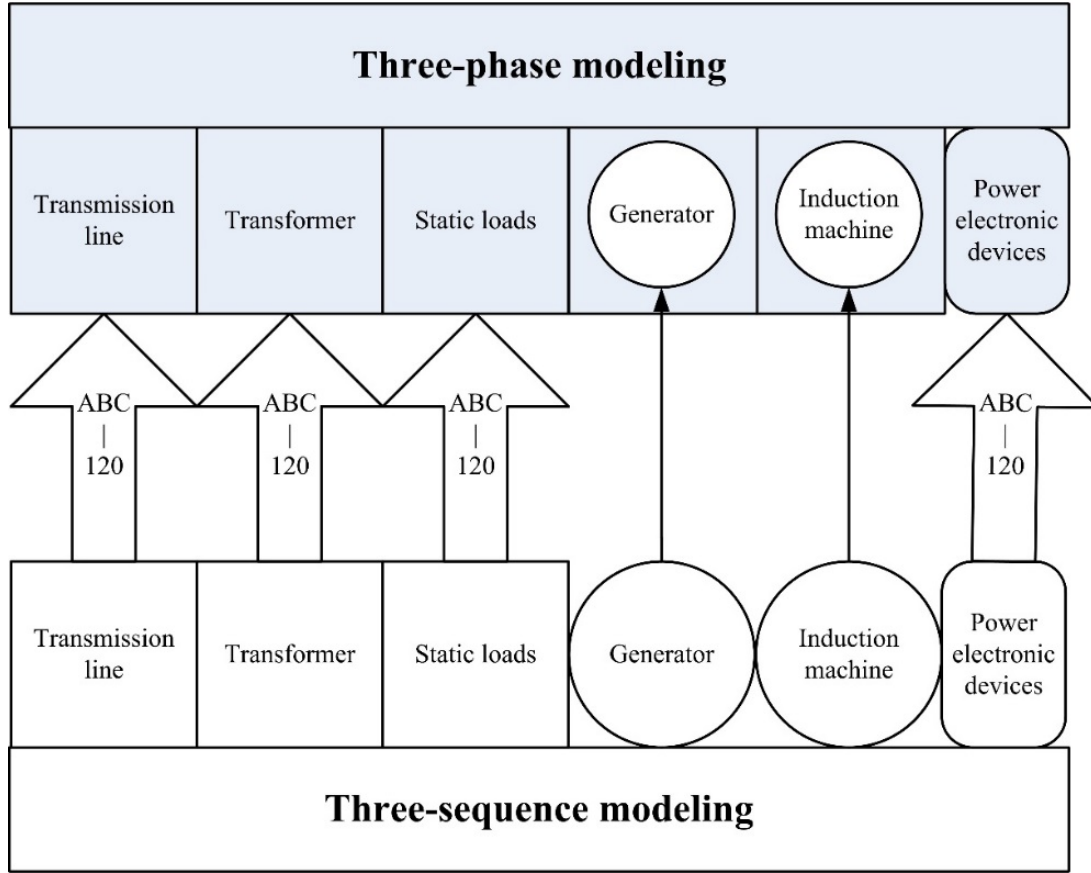 Three-phase modeling
Transmission
line
Transformer
Static loads
Generator
Induction
machine
Power
electronic
devices
ABC
|
120
ABC
|
120
ABC
|
120
ABC
|
120
Transmission
line
Transformer
Static loads
Generator
Induction
machine
Power
electronic
devices
Three-sequence modeling